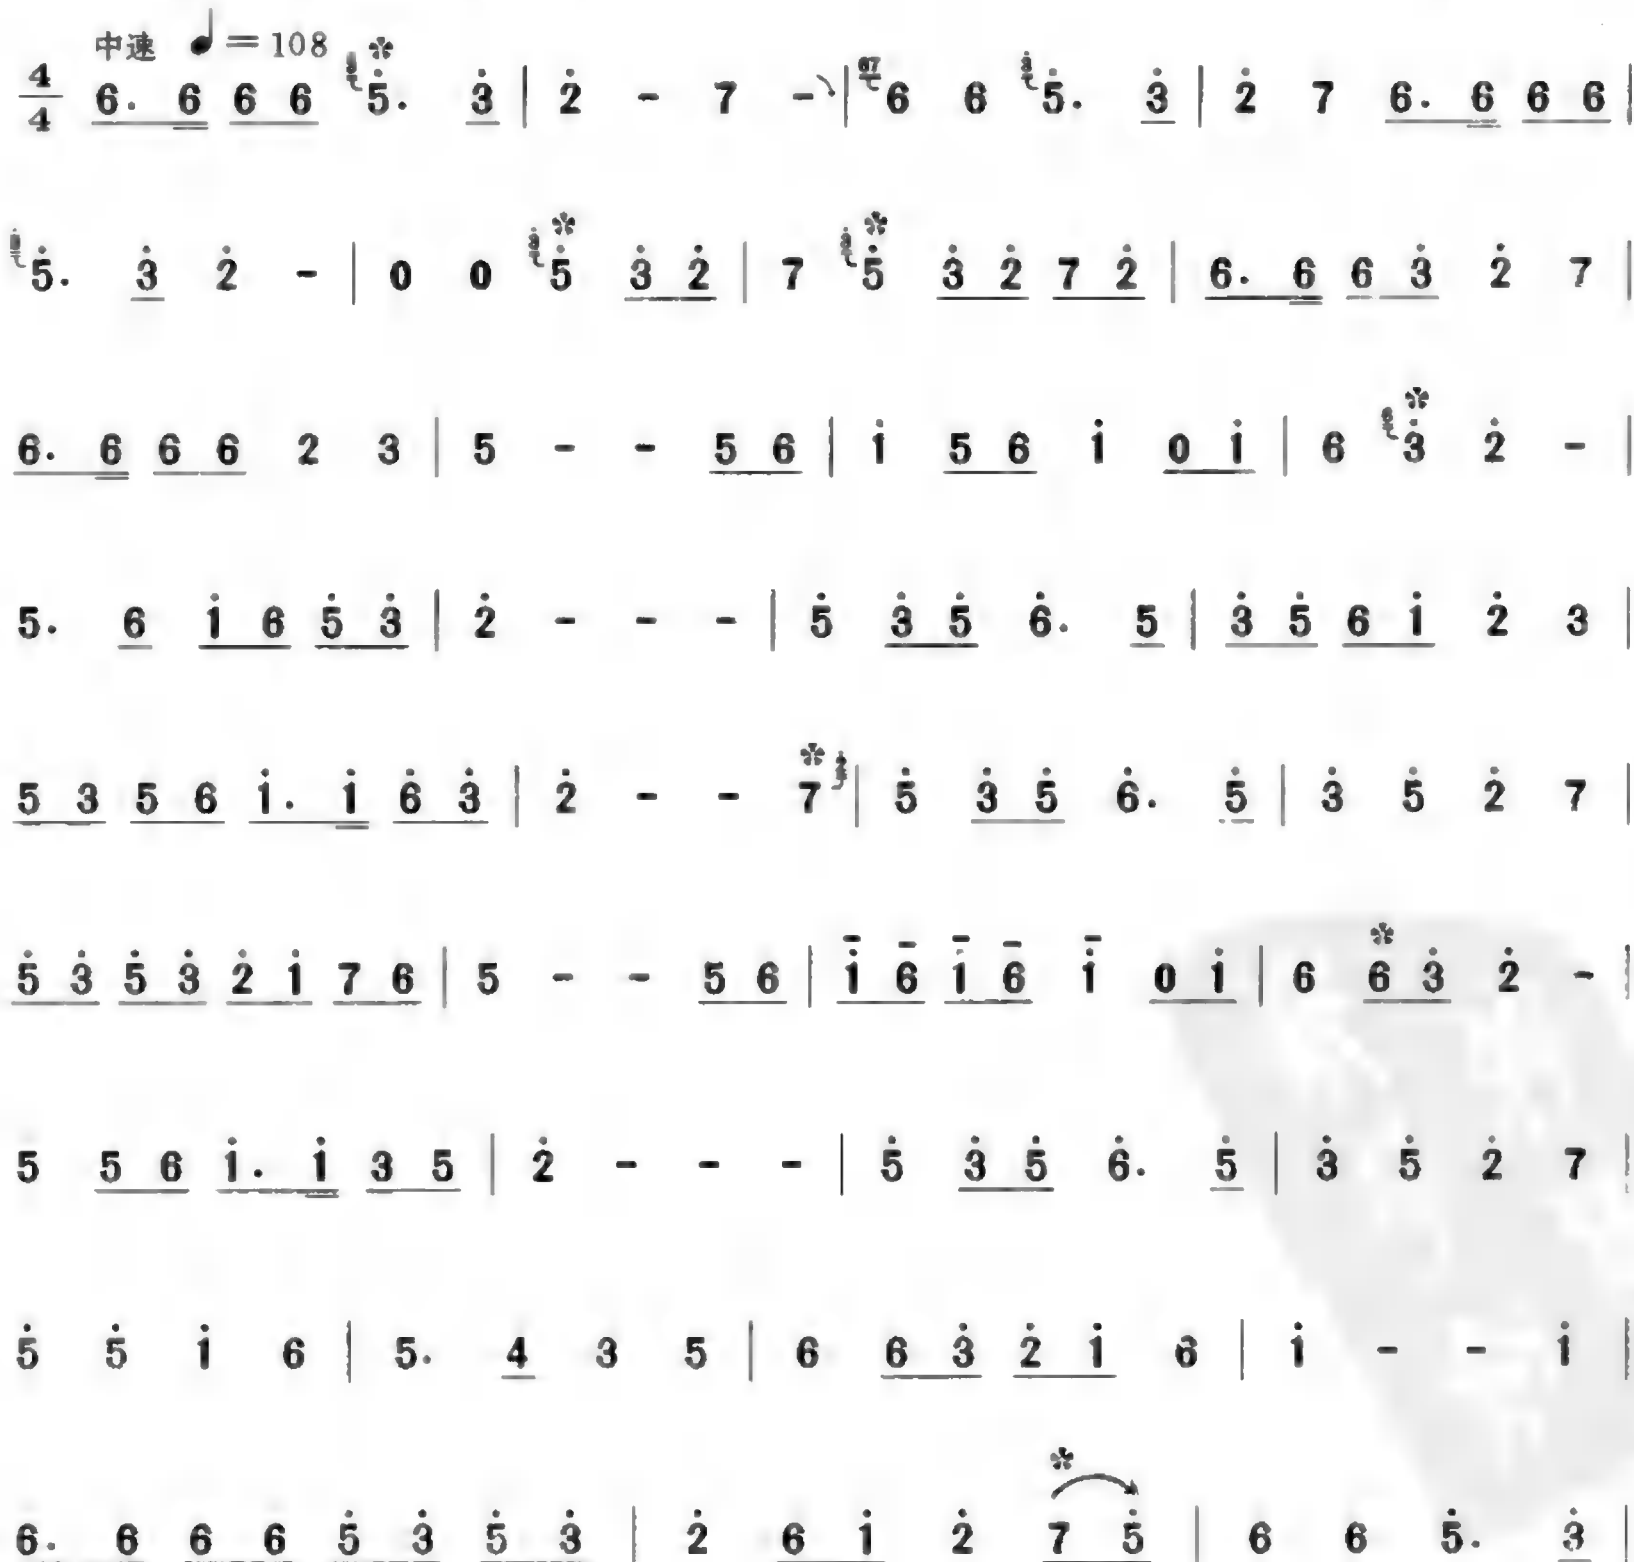 中速 ♩=108
4/4 6. 6 6 6 5̇. 3̇ | 2̇ - 7 - | 6 6 5̇. 3̇ | 2̇ 7 6. 6 6 6 |
5̇. 3̇ 2̇ - | 0 0 5̇ 3̇ 2̇ | 7 5̇ 3̇ 2̇ 7 2̇ | 6. 6 6 3̇ 2̇ 7 |
6. 6 6 6 2 3 | 5 - - 5 6 | 1̇ 5 6 1̇ 0 1̇ | 6 3̇ 2̇ - |
5. 6 1̇ 6 5̇ 3̇ | 2̇ - - - | 5̇ 3̇ 5̇ 6̇. 5 | 3̇ 5̇ 6 1̇ 2̇ 3 |
5 3 5 6 1̇. 1̇ 6̇ 3̇ | 2̇ - - 7 | 5̇ 3̇ 5̇ 6̇. 5̇ | 3̇ 5̇ 2̇ 7 |
5̇ 3̇ 5̇ 3̇ 2̇ 1̇ 7 6 | 5 - - 5 6 | 1̇ 6 1̇ 6 1̇ 0 1̇ | 6 6 3̇ 2̇ - |
5̇ 5 6 1̇. 1̇ 3 5 | 2̇ - - - | 5̇ 3̇ 5̇ 6̇. 5̇ | 3̇ 5̇ 2̇ 7 |
5̇ 5̇ 1̇ 6 | 5. 4 3 5 | 6 6 3̇ 2̇ 1̇ 6 | 1̇ - - 1̇ |
6. 6 6 6 5̇ 3̇ 5̇ 3̇ | 2̇ 6 1̇ 2̇ 7 5̇ | 6 6 5̇. 3̇ |